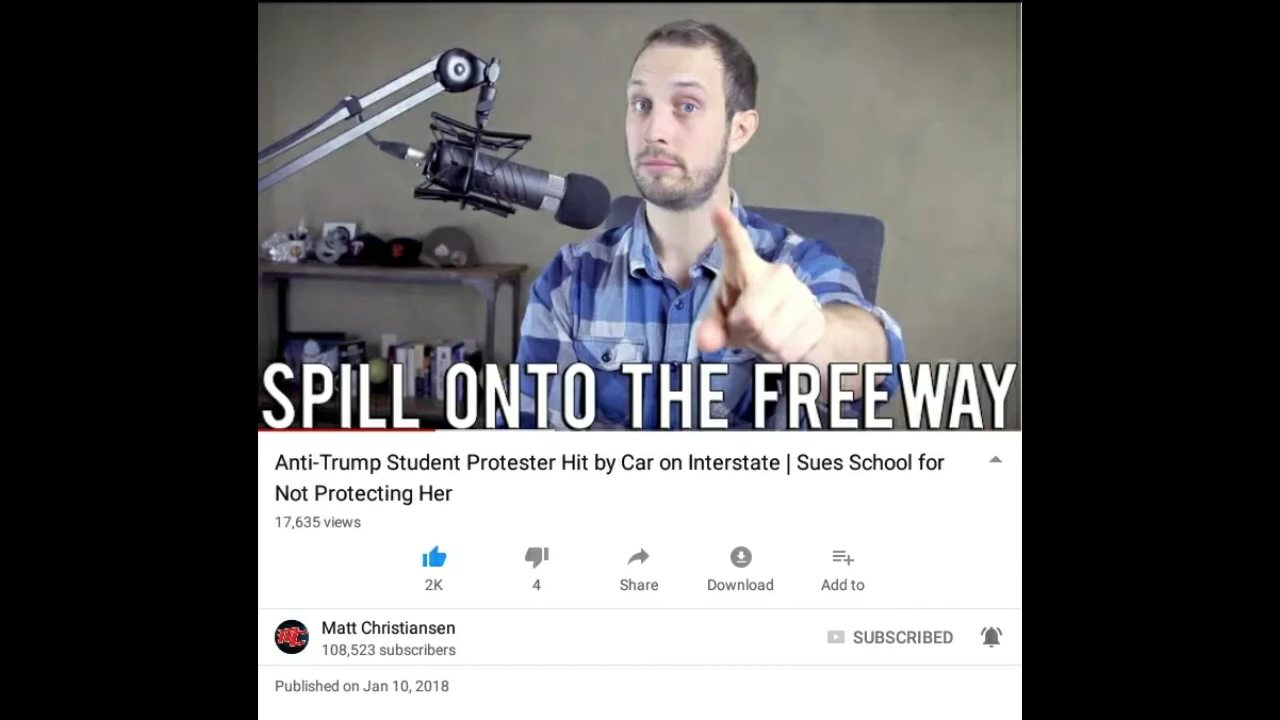 SPILL ONTO THE FREEWAY
Anti-Trump Student Protester Hit by Car on Interstate | Sues School for
Not Protecting Her
17,635 views
2K
4
Share
Download
Add to
MC
Matt Christiansen
108,523 subscribers
SUBSCRIBED
Published on Jan 10, 2018